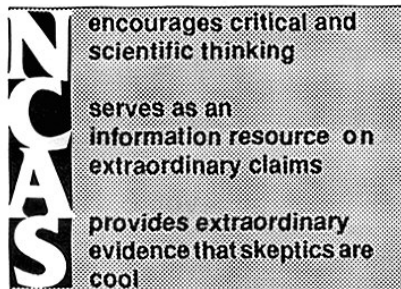 NCAS
encourages critical and
scientific thinking
serves as an
information resource on
extraordinary claims
provides extraordinary
evidence that skeptics are
cool